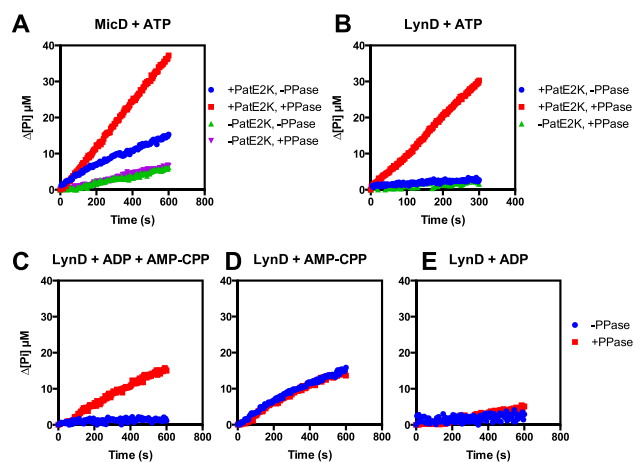 A MicD + ATP
Δ[Pi] µM
40
30
20
10
0
0 200 400 600 800
Time (s)
+PatE2K, -PPase
+PatE2K, +PPase
-PatE2K, -PPase
-PatE2K, +PPase
B LynD + ATP
Δ[Pi] µM
40
30
20
10
0
0 100 200 300 400
Time (s)
+PatE2K, -PPase
+PatE2K, +PPase
-PatE2K, +PPase
C LynD + ADP + AMP-CPP
Δ[Pi] µM
40
30
20
10
0
0 200 400 600 800
Time (s)
D LynD + AMP-CPP
40
30
20
10
0
0 200 400 600 800
Time (s)
E LynD + ADP
40
30
20
10
0
0 200 400 600 800
Time (s)
-PPase
+PPase